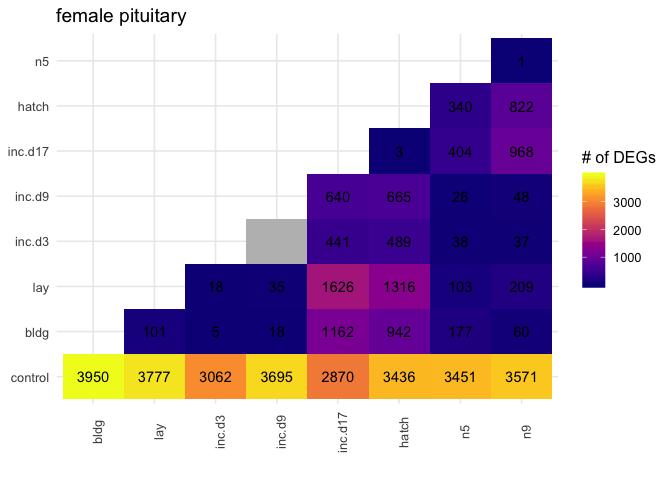 female pituitary
n5 1
hatch 340 822
inc.d17 3 404 968
inc.d9 640 665 26 48
inc.d3 441 489 38 37
lay 18 35 1626 1316 103 209
bldg 101 5 18 1162 942 177 60
control 3950 3777 3062 3695 2870 3436 3451 3571
bldg lay inc.d3 inc.d9 inc.d17 hatch n5 n9
# of DEGs
3000
2000
1000